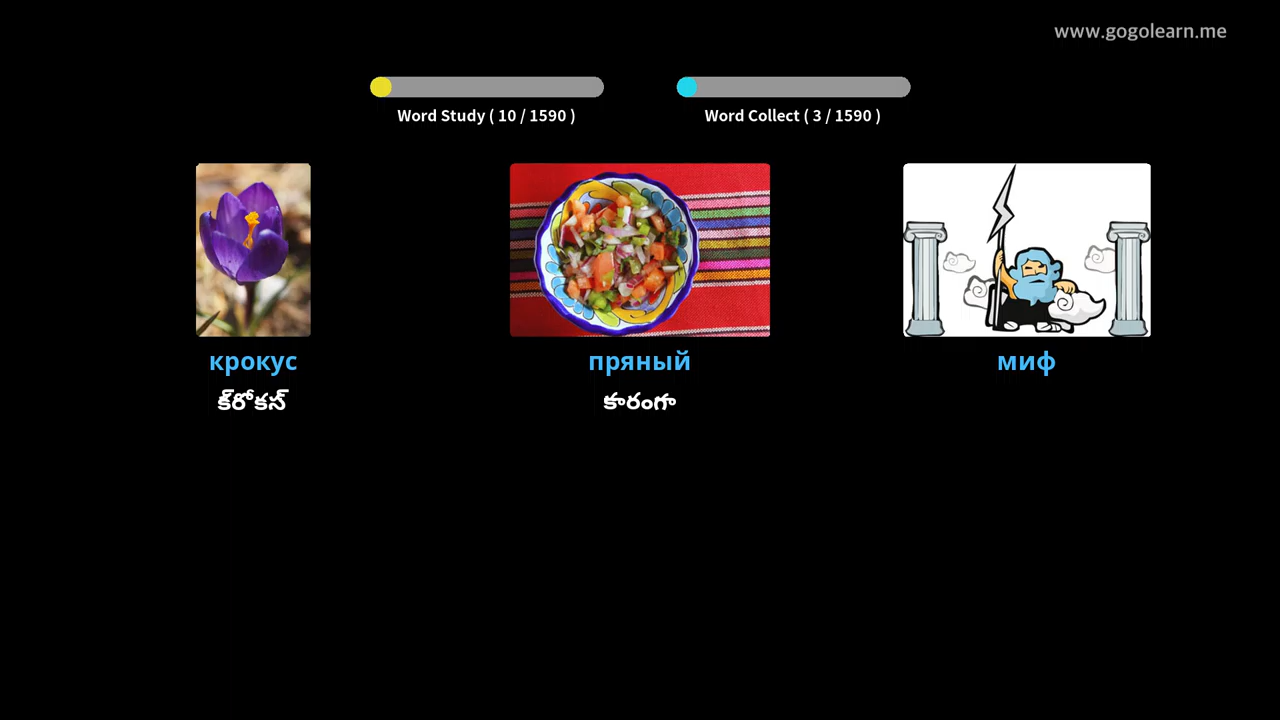 www.gogolearn.me
Word Study ( 10 / 1590 )
Word Collect ( 3 / 1590 )
крокус
пряный
миф
క్‌రోకస్
కారంగా